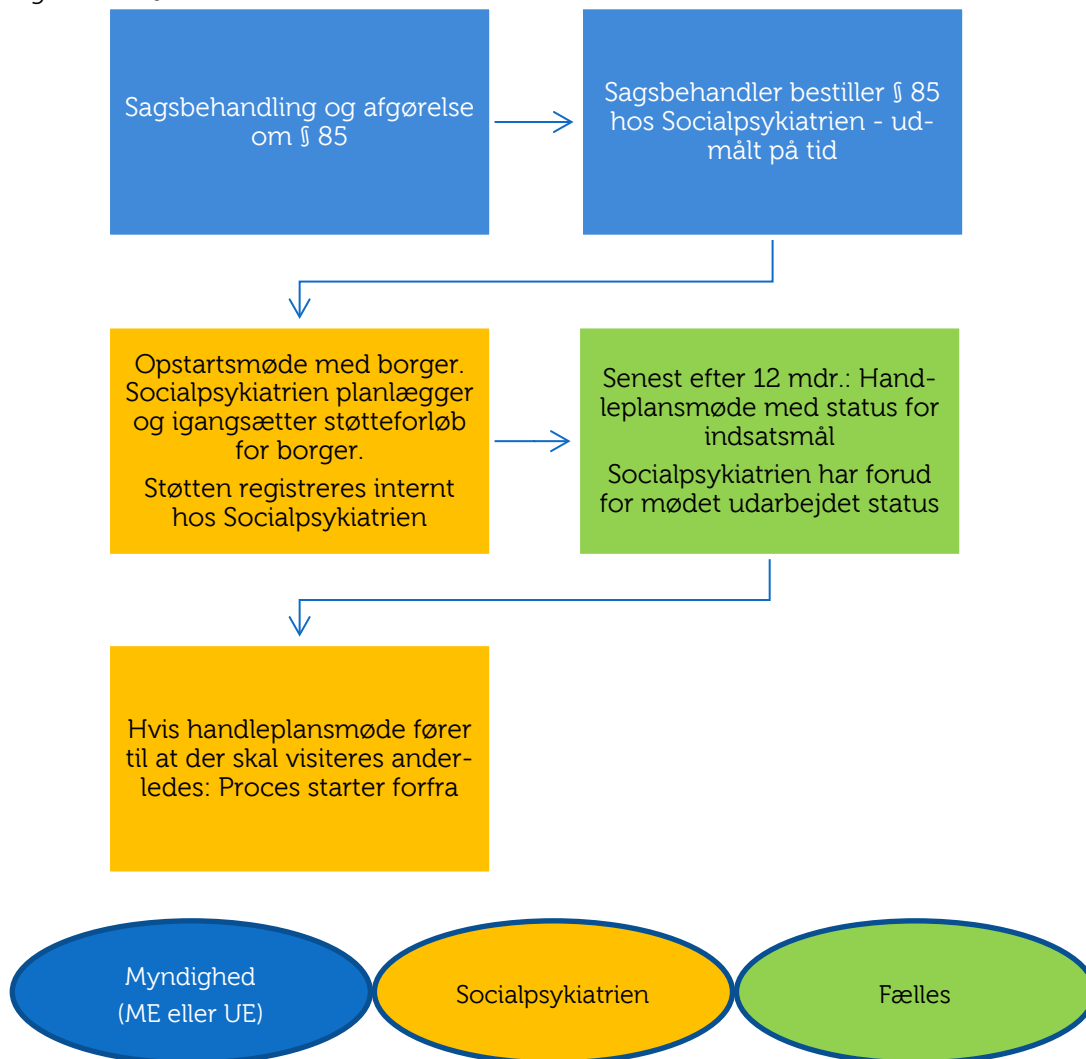 Sagsbehandling og afgørelse
om § 85
Sagsbehandler bestiller § 85
hos Socialpsykiatrien - ud-
målt på tid
Opstartsmøde med borger.
Socialpsykiatrien planlægger
og igangsætter støtteforløb
for borger.
Støtten registreres internt
hos Socialpsykiatrien
Senest efter 12 mdr.: Hand-
leplansmøde med status for
indsatsmål
Socialpsykiatrien har forud
for mødet udarbejdet status
Hvis handleplansmøde fører
til at der skal visiteres ander-
ledes: Proces starter forfra
Myndighed
(ME eller UE)
Socialpsykiatrien
Fælles